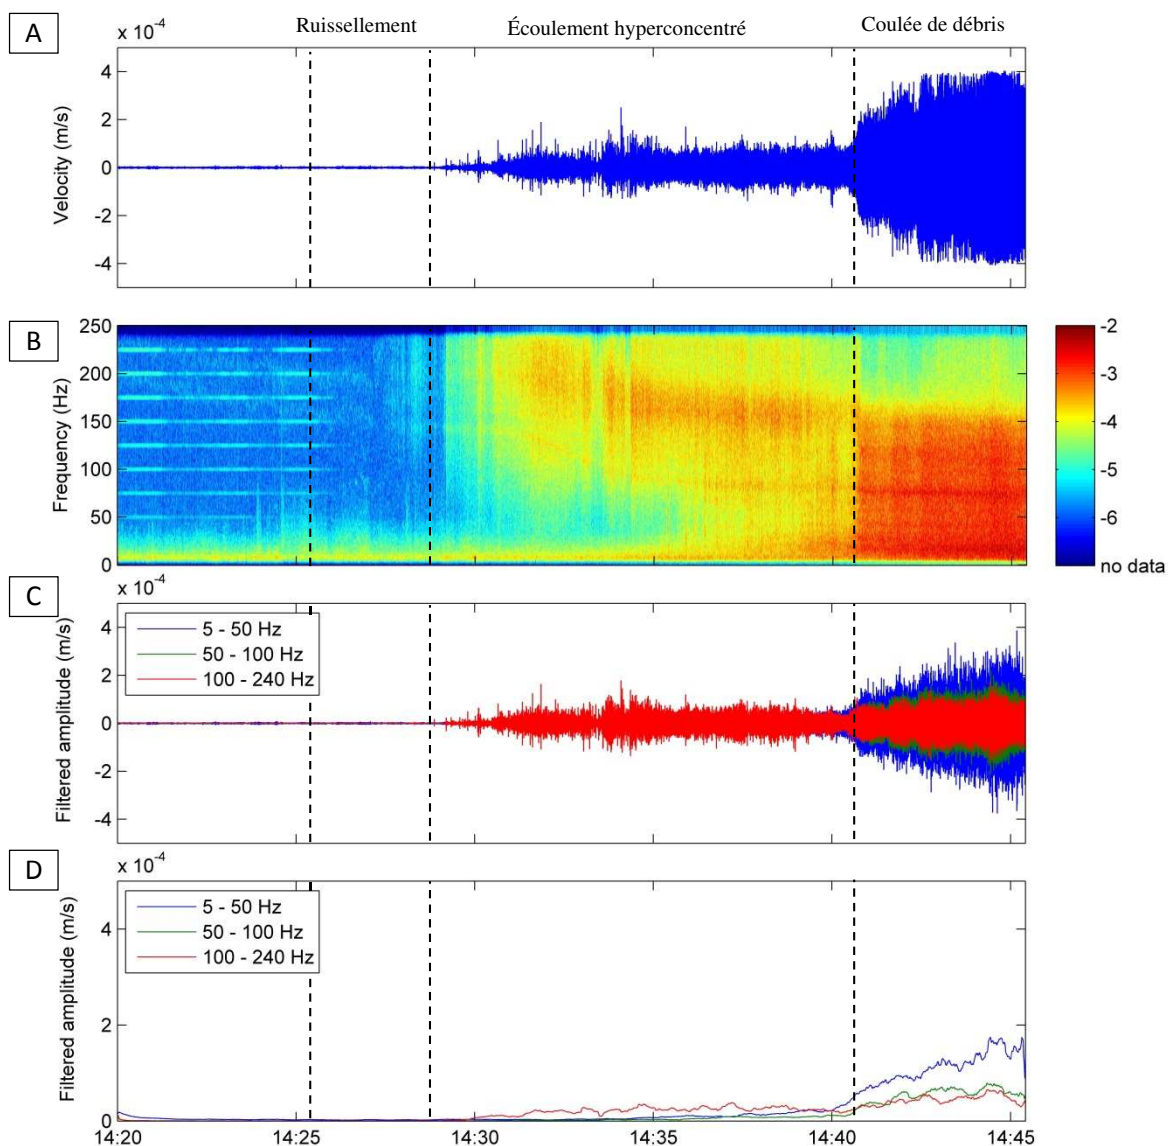 Ruissellement Écoulement hyperconcentré Coulée de débris
A
x 10⁻⁴
4
2
0
-2
-4
Velocity (m/s)
B
250
200
150
100
50
0
Frequency (Hz)
-2
-3
-4
-5
-6
no data
C
x 10⁻⁴
4
2
0
-2
-4
Filtered amplitude (m/s)
5 - 50 Hz
50 - 100 Hz
100 - 240 Hz
D
x 10⁻⁴
4
2
0
Filtered amplitude (m/s)
5 - 50 Hz
50 - 100 Hz
100 - 240 Hz
14:20 14:25 14:30 14:35 14:40 14:45